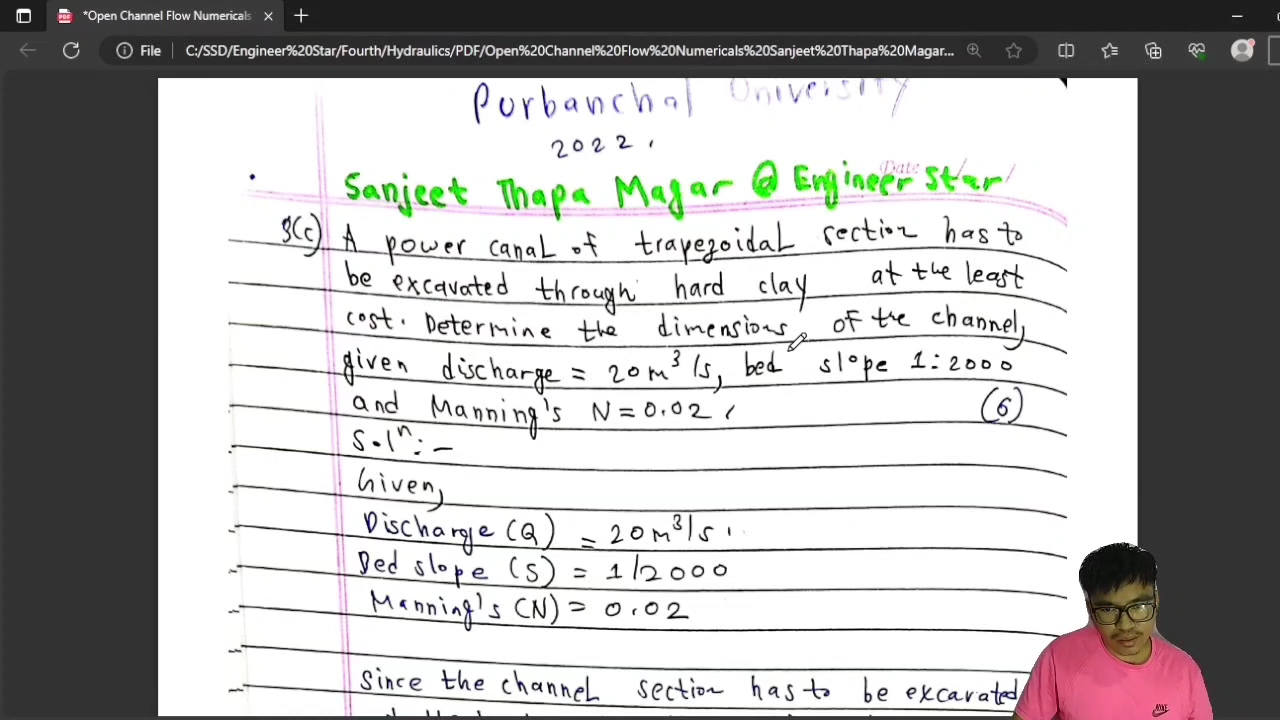 *Open Channel Flow Numericals
File C:/SSD/Engineer%20Star/Fourth/Hydraulics/PDF/Open%20Channel%20Flow%20Numericals%20Sanjeet%20Thapa%20Magar...
Purbanchal University
2022.
Date
Sanjeet Thapa Magar @ Engineer Star
3(c) A power canal of trapezoidal section has to
be excavated through hard clay at the least
cost. Determine the dimensions of the channel,
given discharge = 20m³/s, bed slope 1:2000
and Manning's N=0.02. (6)
Solⁿ:-
Given,
Discharge (Q) = 20m³/s.
Bed slope (S) = 1/2000
Manning's (N) = 0.02
Since the channel section has to be excavated